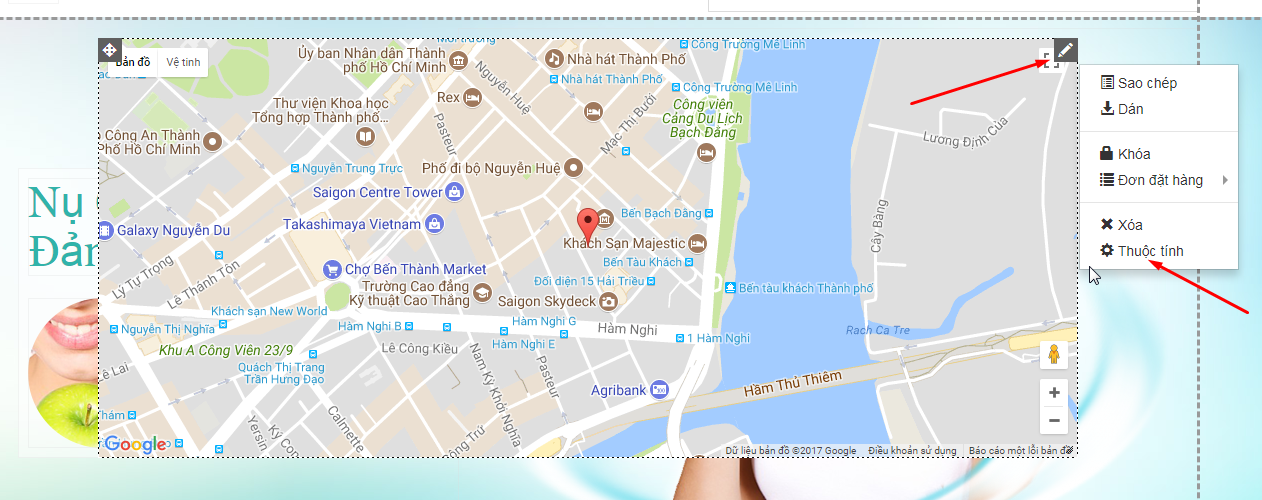 Công Trường Mê Linh
Ủy ban Nhân dân Thành
phố Hồ Chí Minh
Nhà hát Thành Phố
Bản đồ
Vệ tinh
Nhà hát Thành Phố
Công Trường Mê Linh
Nguyễn Huệ
Rex
Thư viện Khoa học
Tổng hợp Thành phố...
Công viên
Cảng Du Lịch
Bạch Đằng
Mạc Thị Bưởi
Pasteur
Lương Định Của
Công An Thành
Phố Hồ Chí Minh
Nguyễn Trung Trực
Phố đi bộ Nguyễn Huệ
Saigon Centre Tower
Takashimaya Vietnam
Bến Bạch Đằng
Galaxy Nguyễn Du
Khách Sạn Majestic
Cây Bàng
Bến Tàu Khách
Lý Tự Trọng
Lê Thánh Tôn
Chợ Bến Thành Market
Đối diện 15 Hải Triều
Trường Cao đẳng
Kỹ thuật Cao Thắng
Saigon Skydeck
Bến tàu khách Thành phố
Khách sạn New World
Nguyễn Thị Nghĩa
Hàm Nghi B
Hàm Nghi G
Hàm Nghi
Hàm Nghi E
1 Hàm Nghi
Rach Ca Tre
Khu A Công Viên 23/9
Lê Công Kiều
Quách Thị Trang
Trần Hưng Đạo
Lê Lai
Nam Kỳ Khởi Nghĩa
Pasteur
Hầm Thủ Thiêm
Agribank
Yersin
Calmette
Google
Dữ liệu bản đồ ©2017 Google
Điều khoản sử dụng
Báo cáo một lỗi bản đồ
Nụ
Sao chép
Dán
Khóa
Đơn đặt hàng
Xóa
Thuộc tính